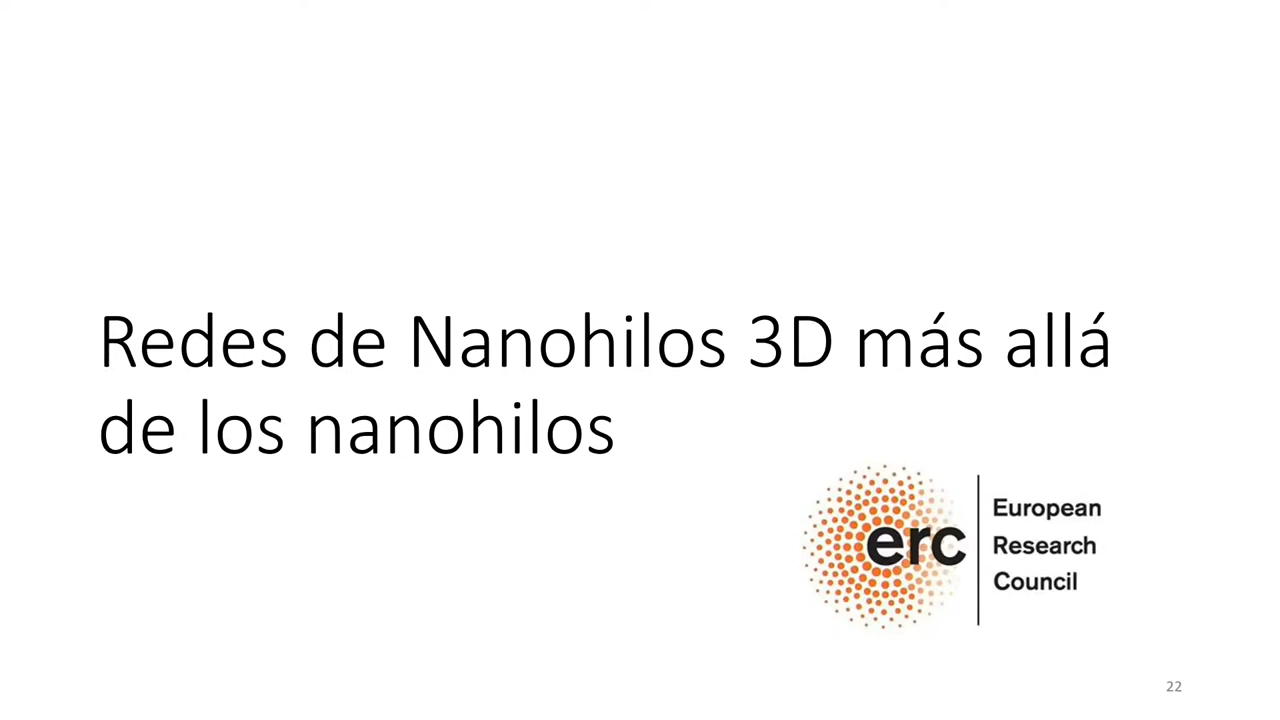 Redes de Nanohilos 3D más allá
de los nanohilos
erc
European
Research
Council
22